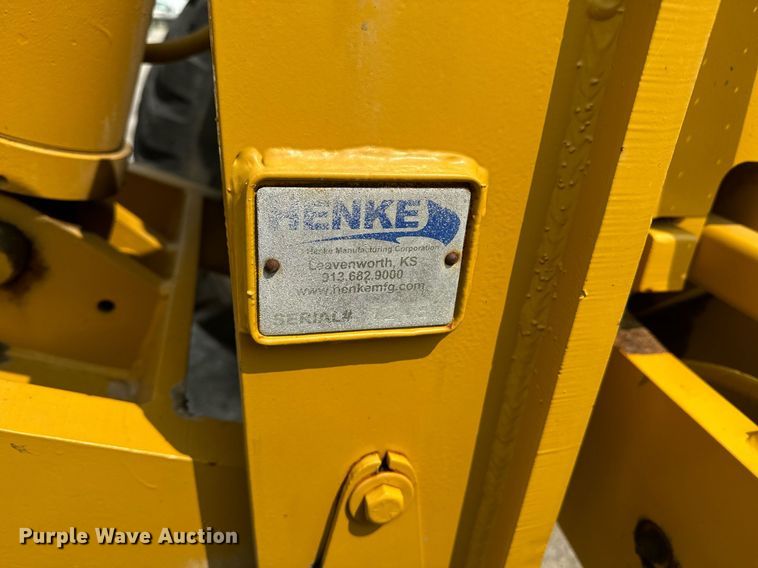 HENKE
Henke Manufacturing Corporation
Leavenworth, KS
913.682.9000
www.henkemfg.com
SERIAL#
Purple Wave Auction